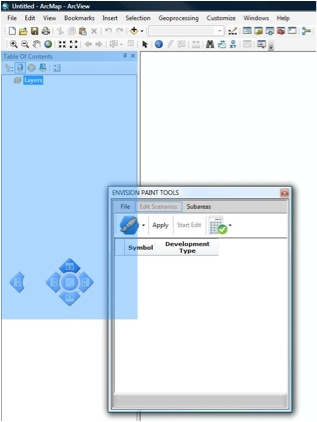 Untitled - ArcMap - ArcView
File Edit View Bookmarks Insert Selection Geoprocessing Customize Windows Help
Table Of Contents
Layers
ENVISION PAINT TOOLS
File Edit Scenarios Subareas
Apply Start Edit
Symbol Development Type